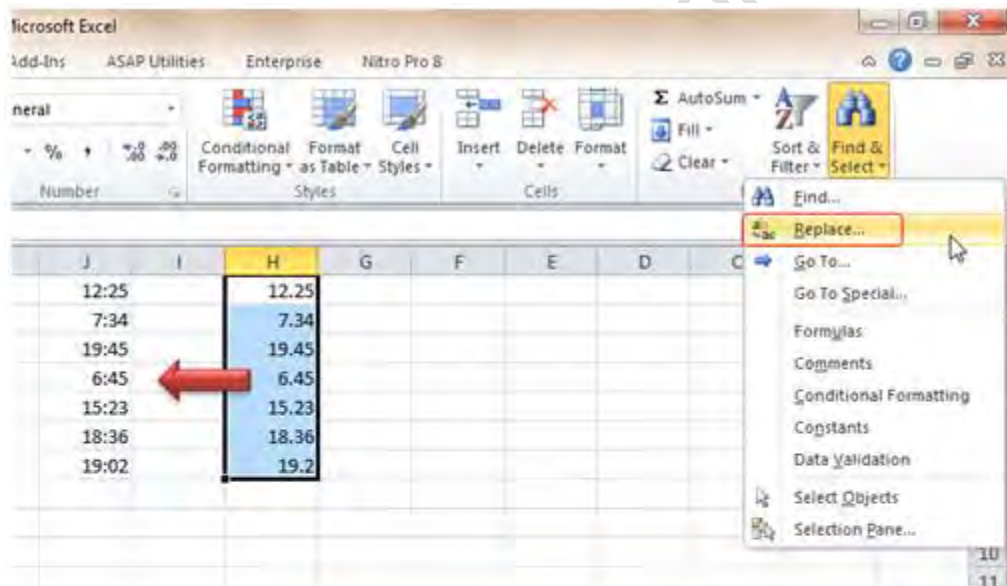 Microsoft Excel
Add-Ins ASAP Utilities Enterprise Nitro Pro 8
neral
% , .0 .00 .00 .0
Conditional Formatting Format as Table Cell Styles
Insert Delete Format
Σ AutoSum
Fill
Clear
Sort & Filter Find & Select
Number Styles Cells
Find...
Replace...
Go To...
Go To Special...
Formulas
Comments
Conditional Formatting
Constants
Data Validation
Select Objects
Selection Pane...
J I H G F E D C
12:25 12.25
7:34 7.34
19:45 19.45
6:45 6.45
15:23 15.23
18:36 18.36
19:02 19.2
10
11